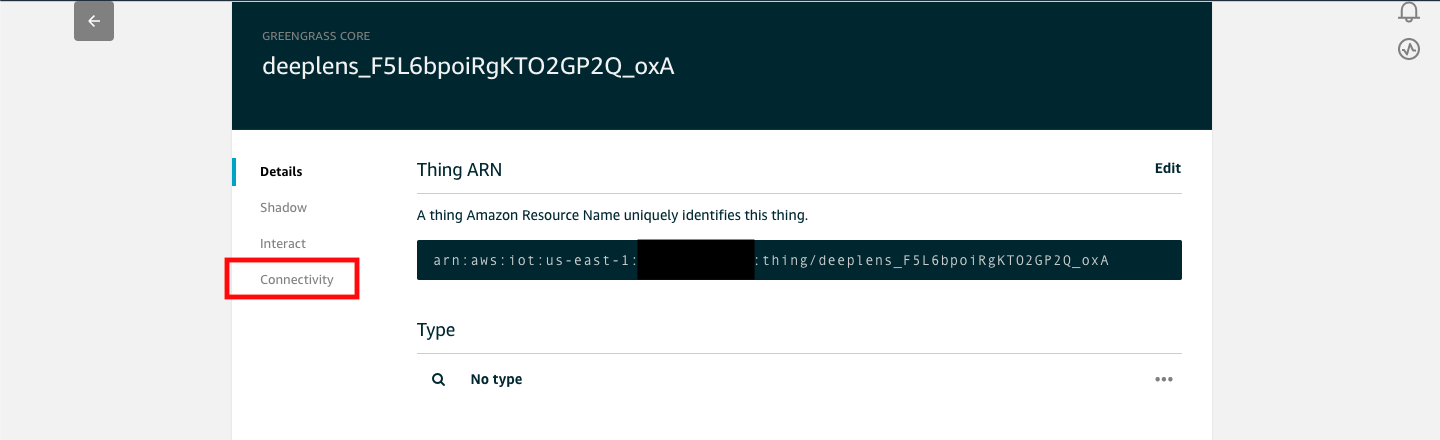 GREENGRASS CORE
deeplens_F5L6bpoiRgKTO2GP2Q_oxA
Details
Shadow
Interact
Connectivity
Thing ARN
Edit
A thing Amazon Resource Name uniquely identifies this thing.
arn:aws:iot:us-east-1: :thing/deeplens_F5L6bpoiRgKTO2GP2Q_oxA
Type
No type